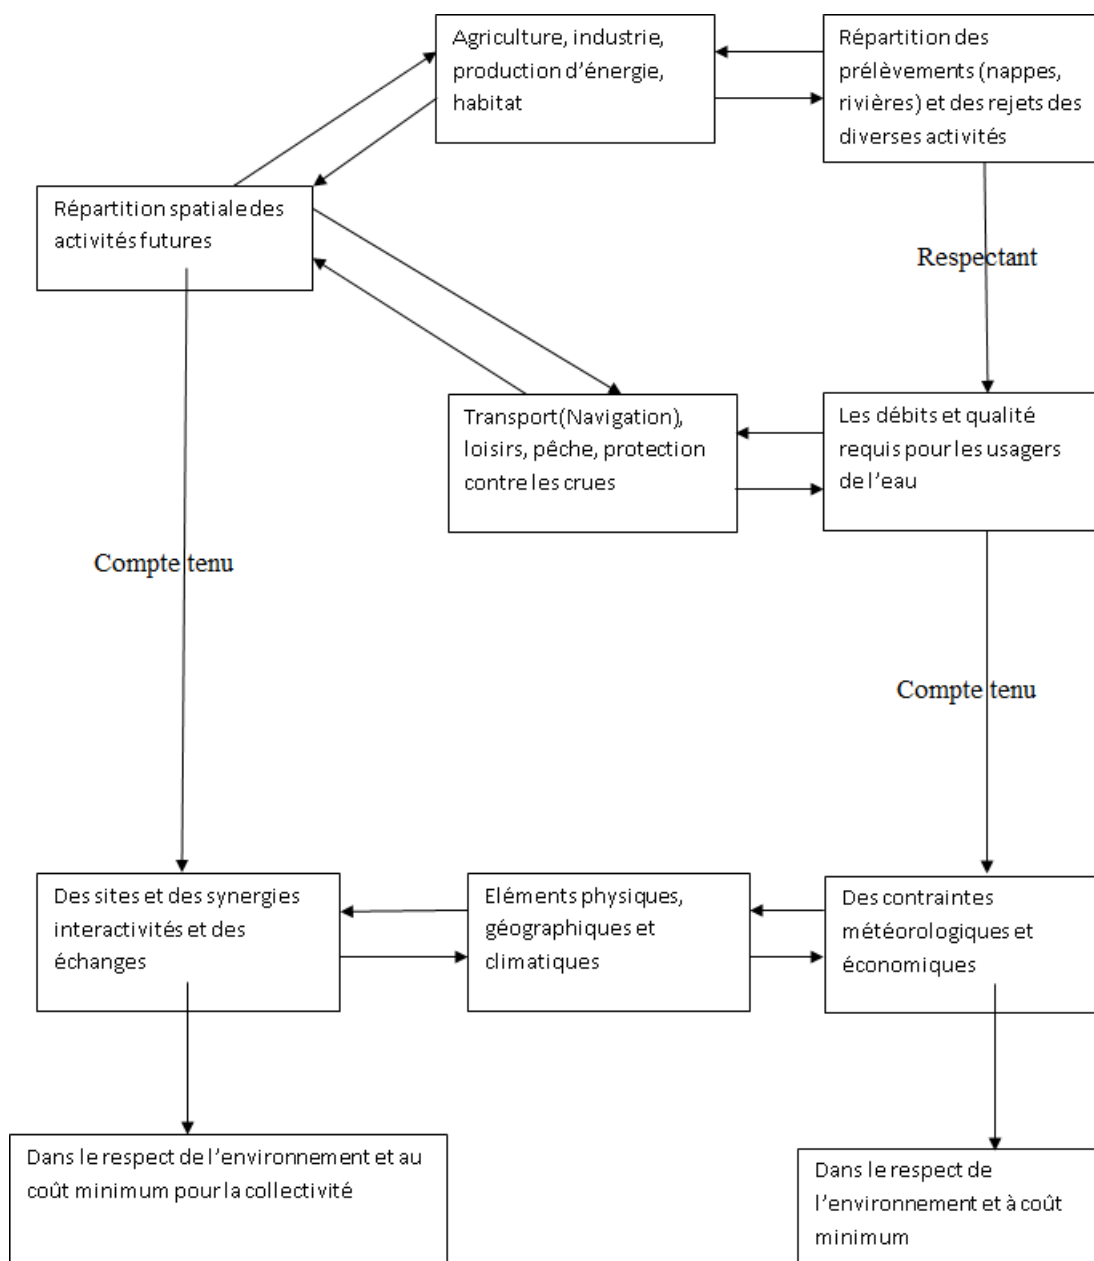 Agriculture, industrie,
production d'énergie,
habitat
Répartition des
prélèvements (nappes,
rivières) et des rejets des
diverses activités
Répartition spatiale des
activités futures
Respectant
Transport(Navigation),
loisirs, pêche, protection
contre les crues
Les débits et qualité
requis pour les usagers
de l'eau
Compte tenu
Compte tenu
Des sites et des synergies
interactivités et des
échanges
Eléments physiques,
géographiques et
climatiques
Des contraintes
météorologiques et
économiques
Dans le respect de l'environnement et au
coût minimum pour la collectivité
Dans le respect de
l'environnement et à coût
minimum